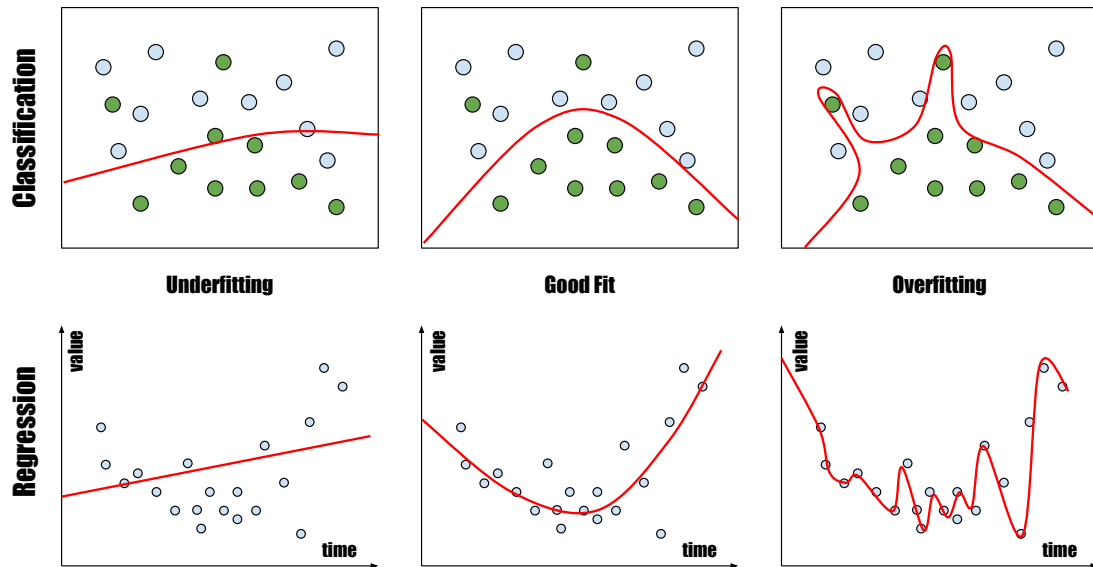 Classification
Underfitting
Good Fit
Overfitting
Regression
value
time
value
time
value
time